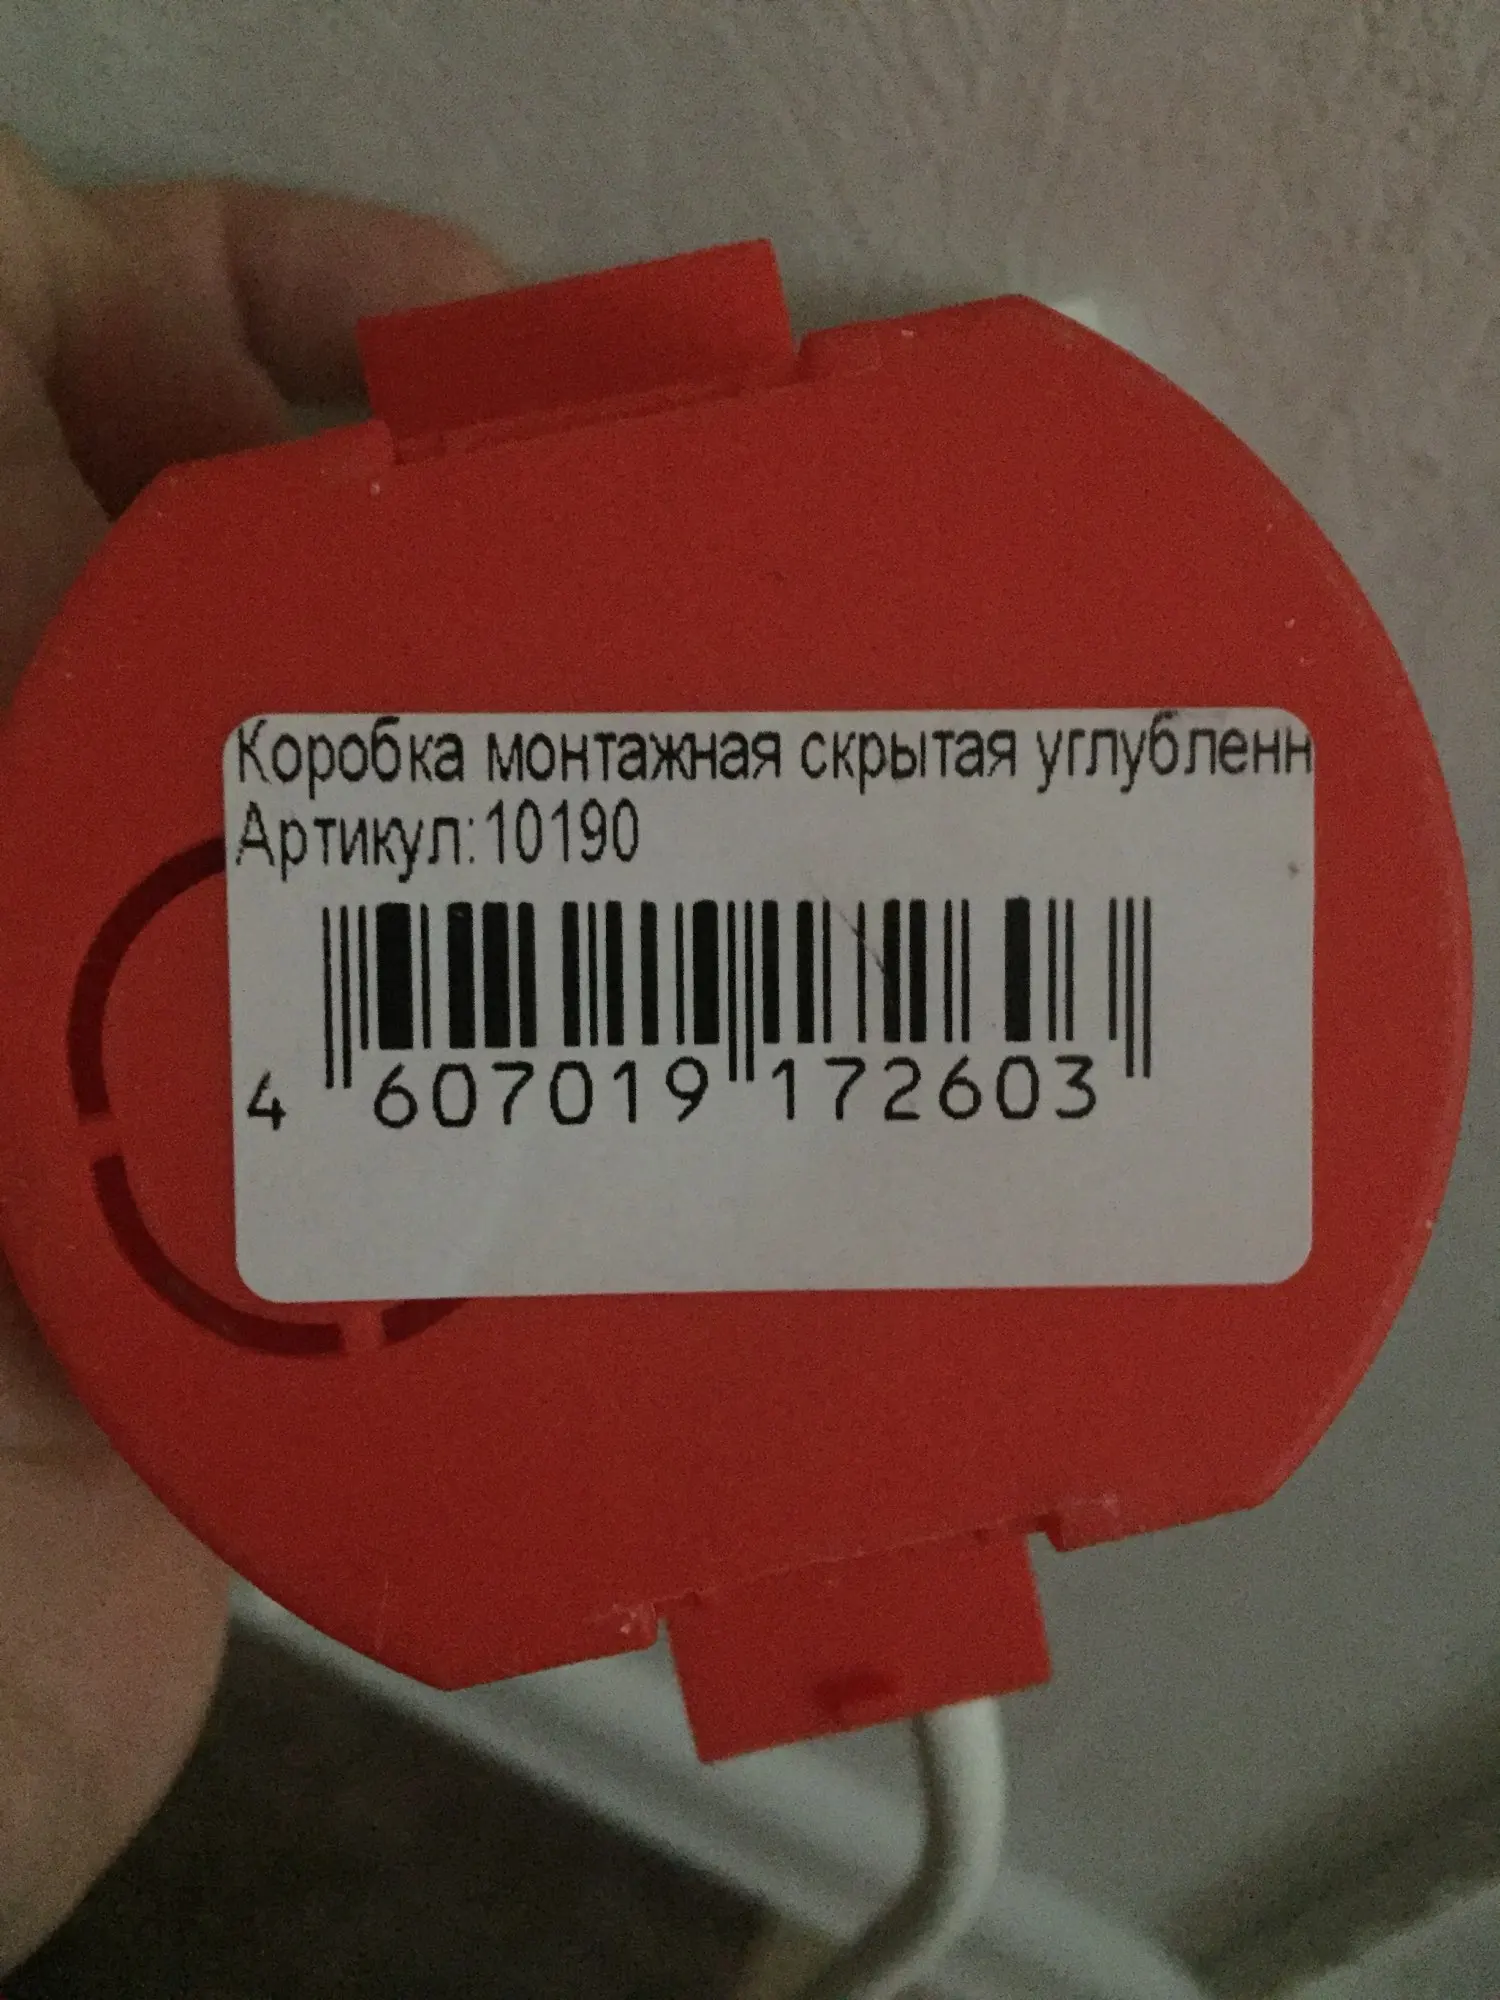 Коробка монтажная скрытая углубленн
Артикул:10190
4 607019 172603